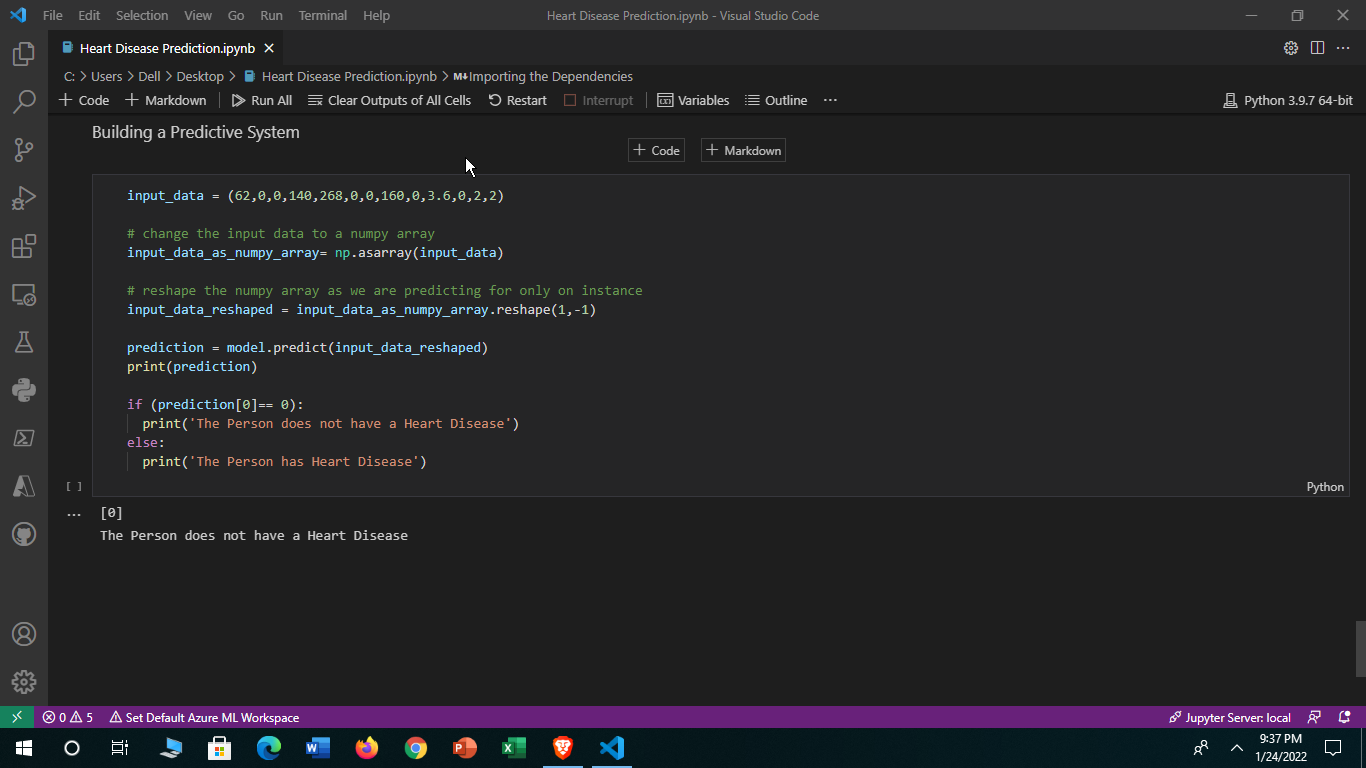 File Edit Selection View Go Run Terminal Help Heart Disease Prediction.ipynb - Visual Studio Code
Heart Disease Prediction.ipynb
C: > Users > Dell > Desktop > Heart Disease Prediction.ipynb > M↓Importing the Dependencies
+ Code + Markdown Run All Clear Outputs of All Cells Restart Interrupt Variables Outline ... Python 3.9.7 64-bit
Building a Predictive System
+ Code + Markdown
input_data = (62,0,0,140,268,0,0,160,0,3.6,0,2,2)
# change the input data to a numpy array
input_data_as_numpy_array= np.asarray(input_data)
# reshape the numpy array as we are predicting for only on instance
input_data_reshaped = input_data_as_numpy_array.reshape(1,-1)
prediction = model.predict(input_data_reshaped)
print(prediction)
if (prediction[0]== 0):
print('The Person does not have a Heart Disease')
else:
print('The Person has Heart Disease')
[ ] Python
... [0]
The Person does not have a Heart Disease
0 5 Set Default Azure ML Workspace Jupyter Server: local
9:37 PM
1/24/2022